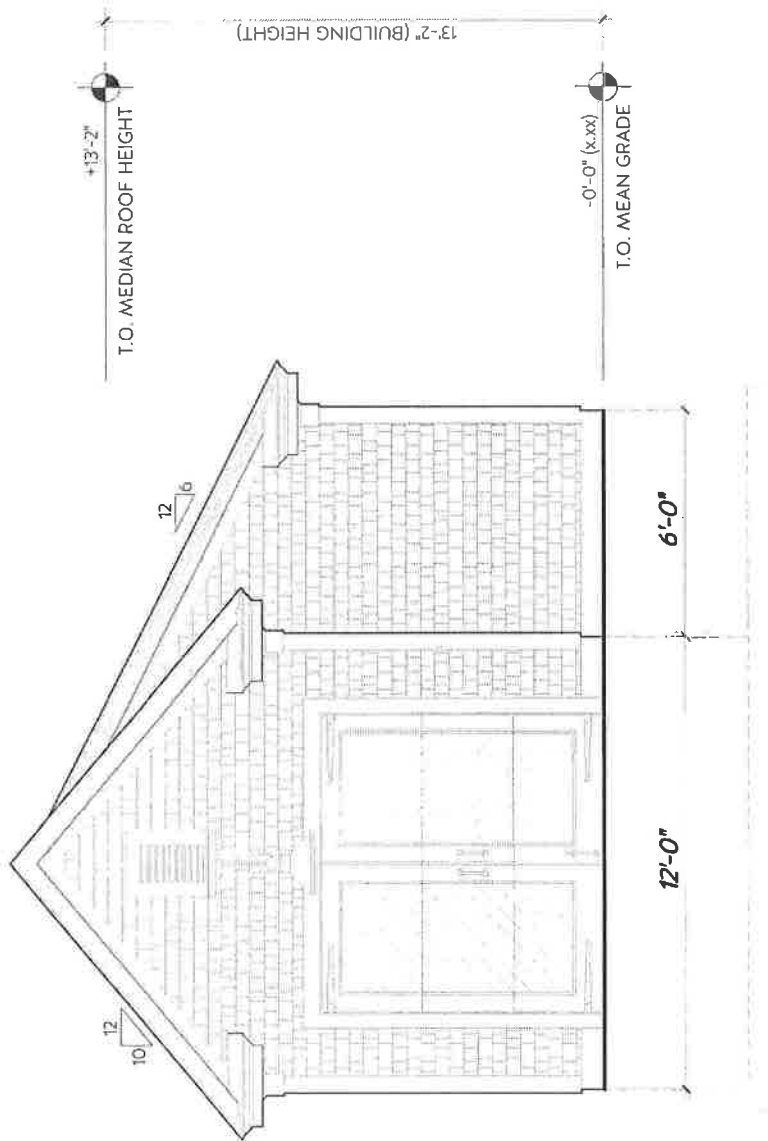 13'-2" (BUILDING HEIGHT)
+13'-2"
T.O. MEDIAN ROOF HEIGHT
-0'-0" (x.xx)
T.O. MEAN GRADE
12
6
12
10
6'-0"
12'-0"